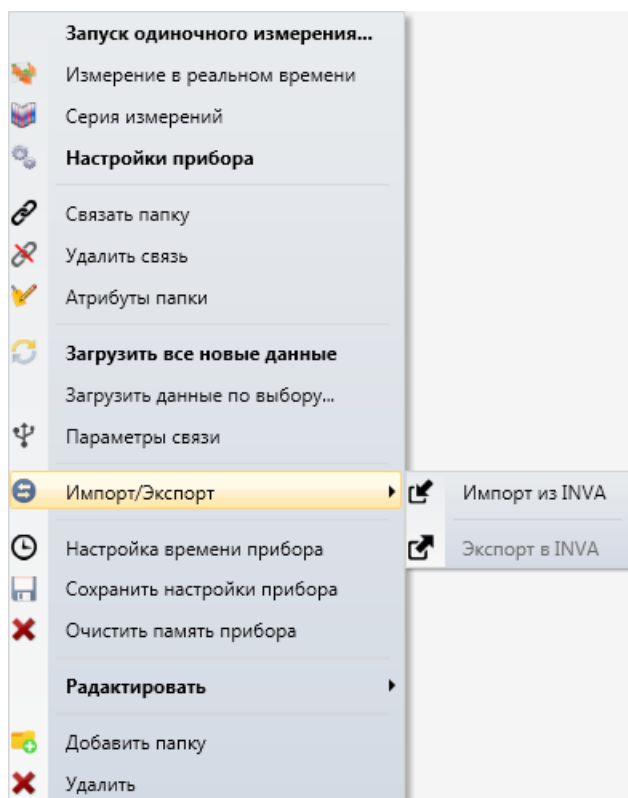 Запуск одиночного измерения...
Измерение в реальном времени
Серия измерений
Настройки прибора
Связать папку
Удалить связь
Атрибуты папки
Загрузить все новые данные
Загрузить данные по выбору...
Параметры связи
Импорт/Экспорт
Импорт из INVA
Экспорт в INVA
Настройка времени прибора
Сохранить настройки прибора
Очистить память прибора
Радактировать
Добавить папку
Удалить